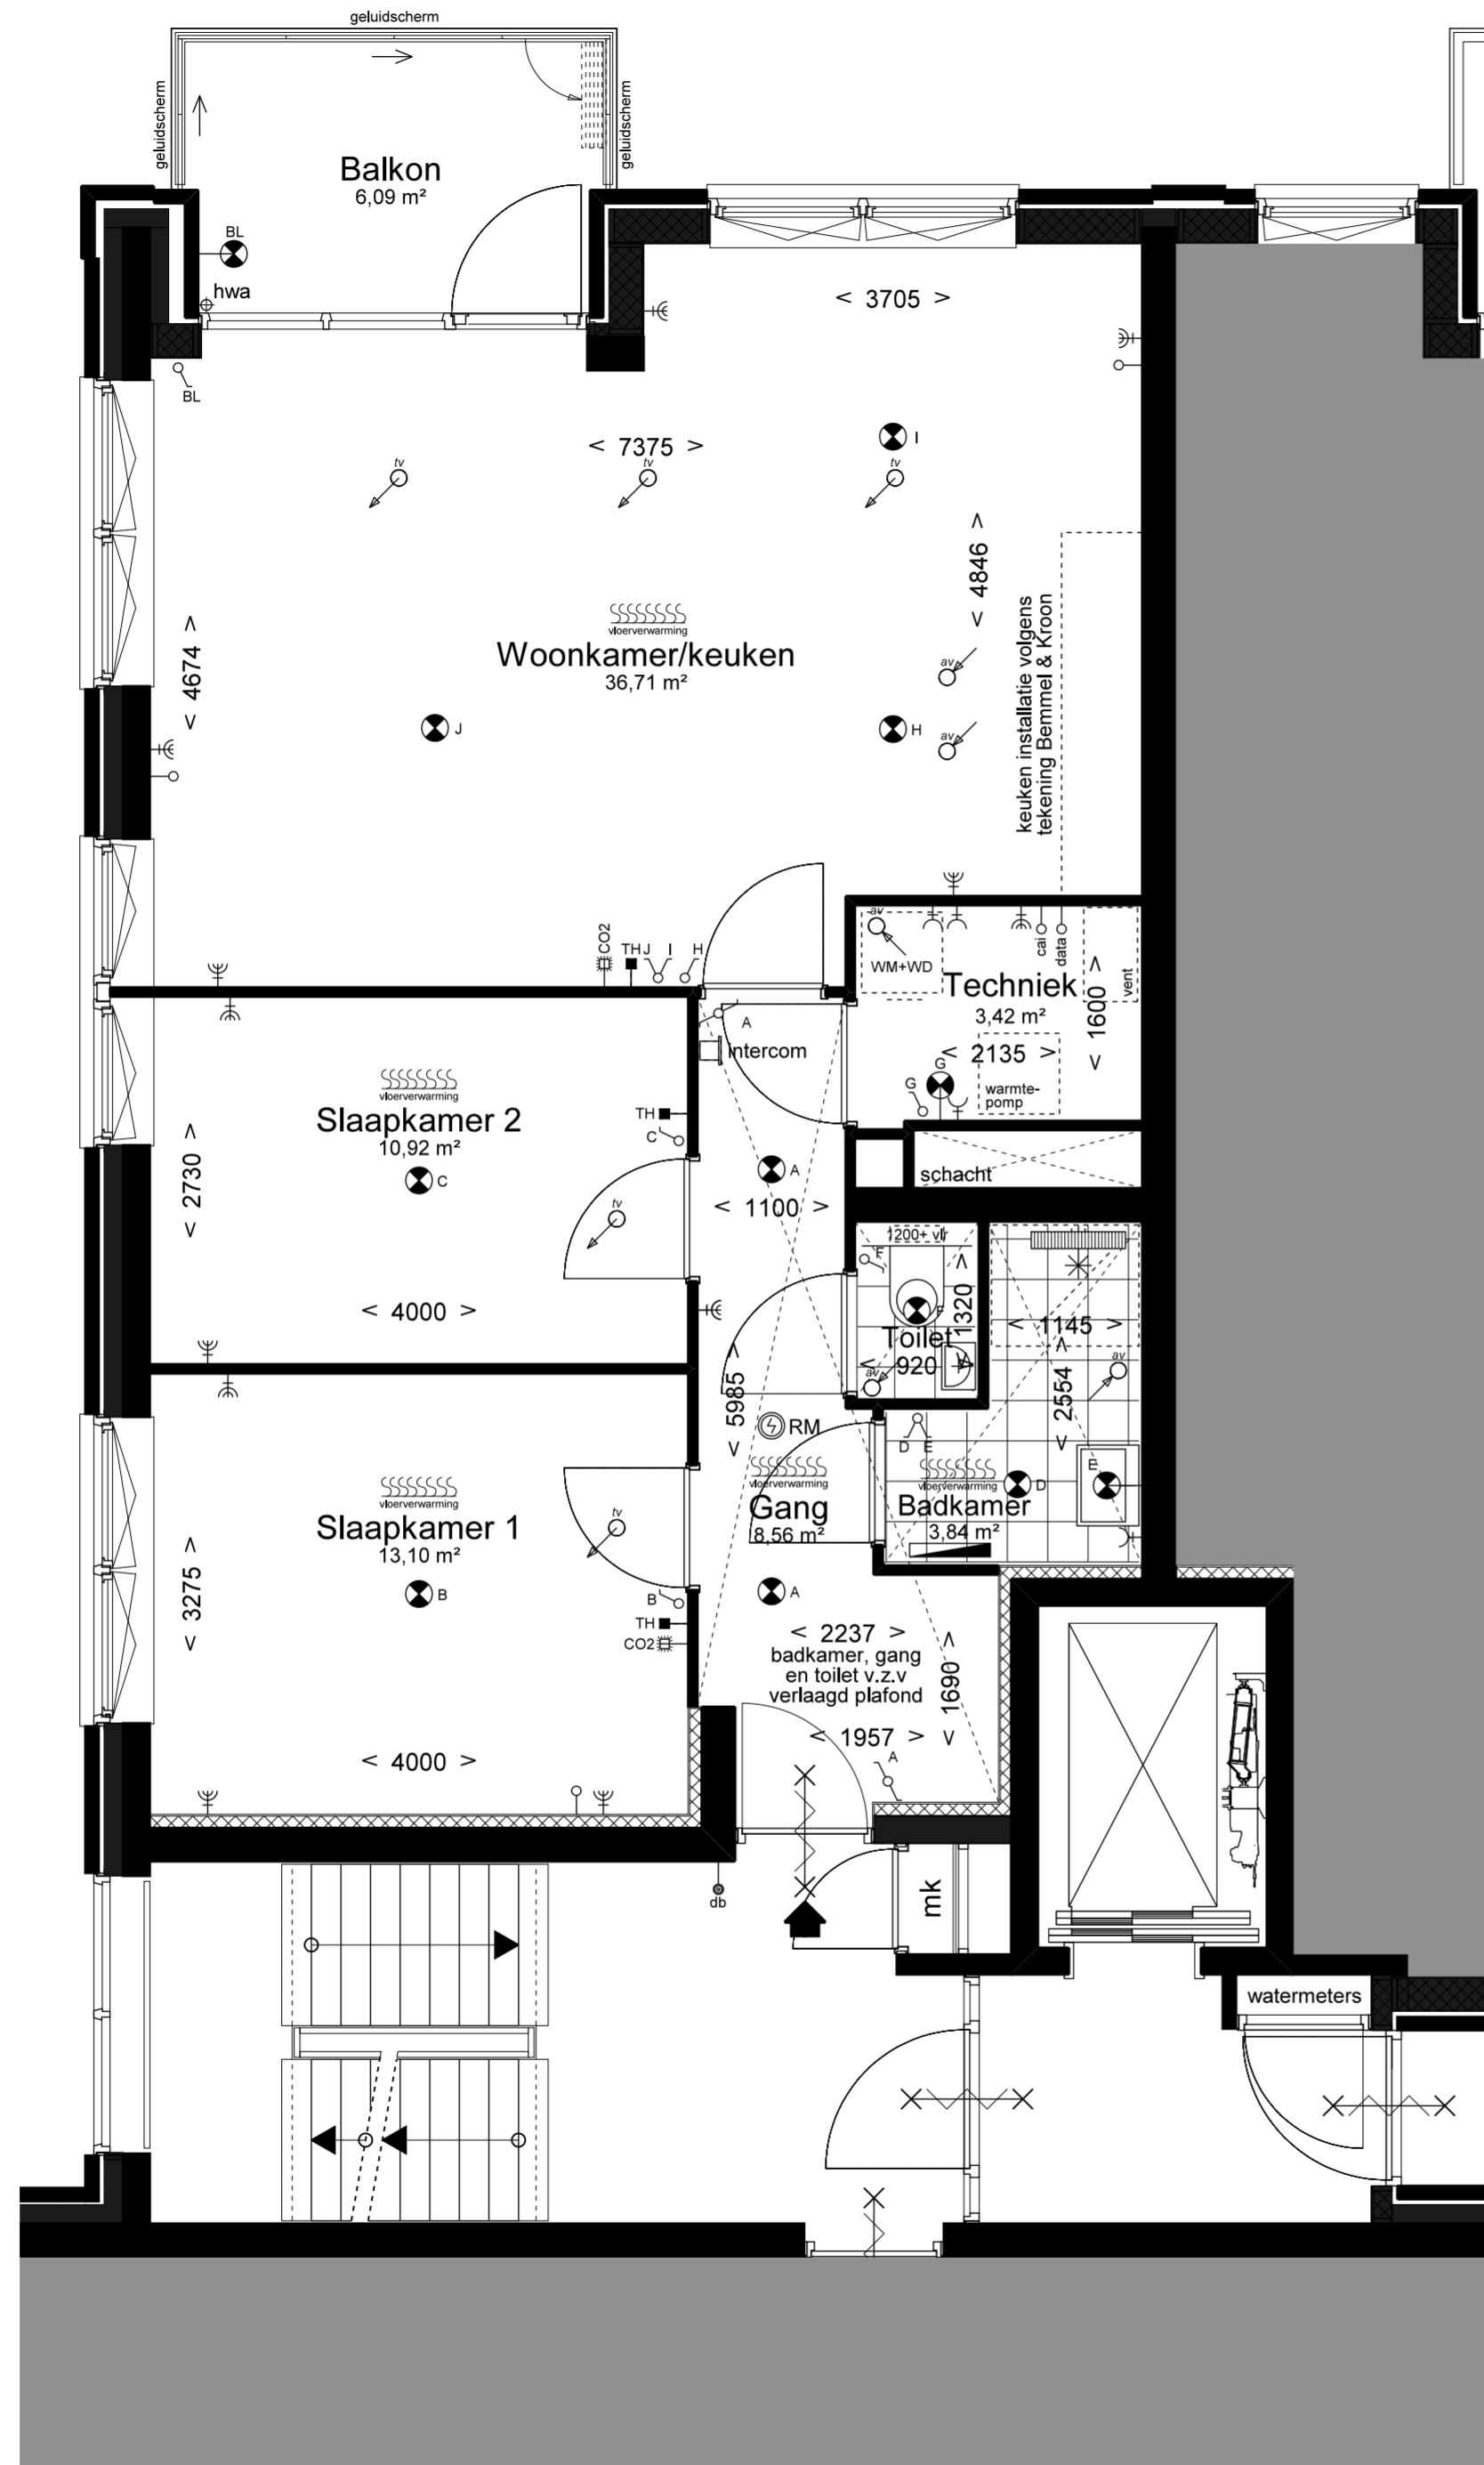 geluidscherm
geluidscherm
geluidscherm
Balkon
6,09 m²
BL
hwa
BL
< 3705 >
< 7375 >
I
tv
tv
tv
< 4846 >
< 4674 >
vloerverwarming
Woonkamer/keuken
36,71 m²
keuken installatie volgens
tekening Bemmel & Kroon
av
av
J
H
CO2
TH
J
I
H
av
WM+WD
cai
data
vent
Techniek
3,42 m²
< 1600 >
< 2135 >
G
G
warmte-
pomp
A
intercom
vloerverwarming
Slaapkamer 2
10,92 m²
C
TH
C
tv
< 2730 >
< 4000 >
A
< 1100 >
schacht
1200+ vlr
F
F
< 1320 >
Toilet
< 920 >
av
< 1145 >
< 2554 >
av
< 5985 >
RM
D
E
vloerverwarming
Gang
8,56 m²
vloerverwarming
Badkamer
3,84 m²
D
E
vloerverwarming
Slaapkamer 1
13,10 m²
B
tv
B
TH
CO2
< 3275 >
< 4000 >
A
< 2237 >
badkamer, gang
en toilet v.z.v
verlaagd plafond
< 1690 >
< 1957 >
A
db
mk
watermeters